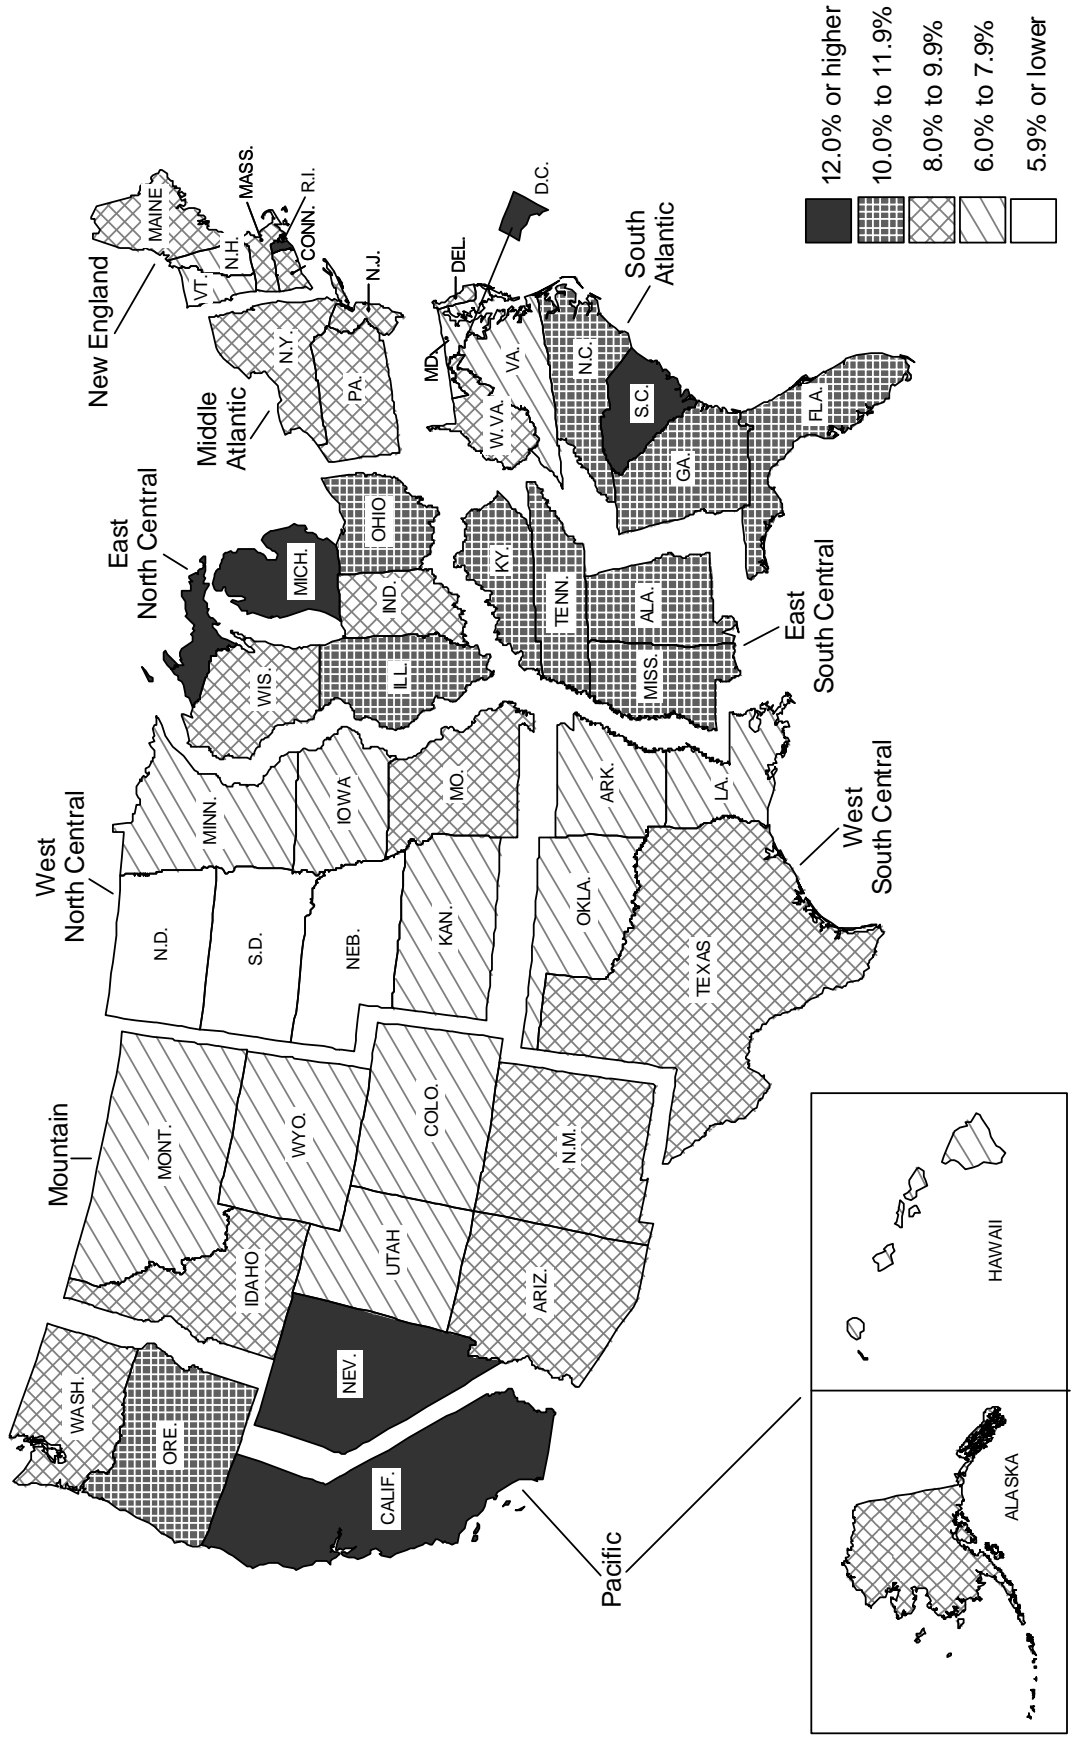 Pacific
Mountain
West
North Central
East
North Central
Middle
Atlantic
New England
South
Atlantic
East
South Central
West
South Central
WASH.
ORE.
CALIF.
NEV.
IDAHO
MONT.
WYO.
UTAH
COLO.
ARIZ.
N.M.
N.D.
S.D.
NEB.
KAN.
MINN.
IOWA
MO.
OKLA.
TEXAS
ARK.
LA.
WIS.
MICH.
ILL.
IND.
OHIO
KY.
TENN.
MISS.
ALA.
N.Y.
PA.
N.J.
MAINE
VT.
N.H.
MASS.
R.I.
CONN.
DEL.
MD.
D.C.
W.VA.
VA.
N.C.
S.C.
GA.
FLA.
ALASKA
HAWAII
12.0% or higher
10.0% to 11.9%
8.0% to 9.9%
6.0% to 7.9%
5.9% or lower